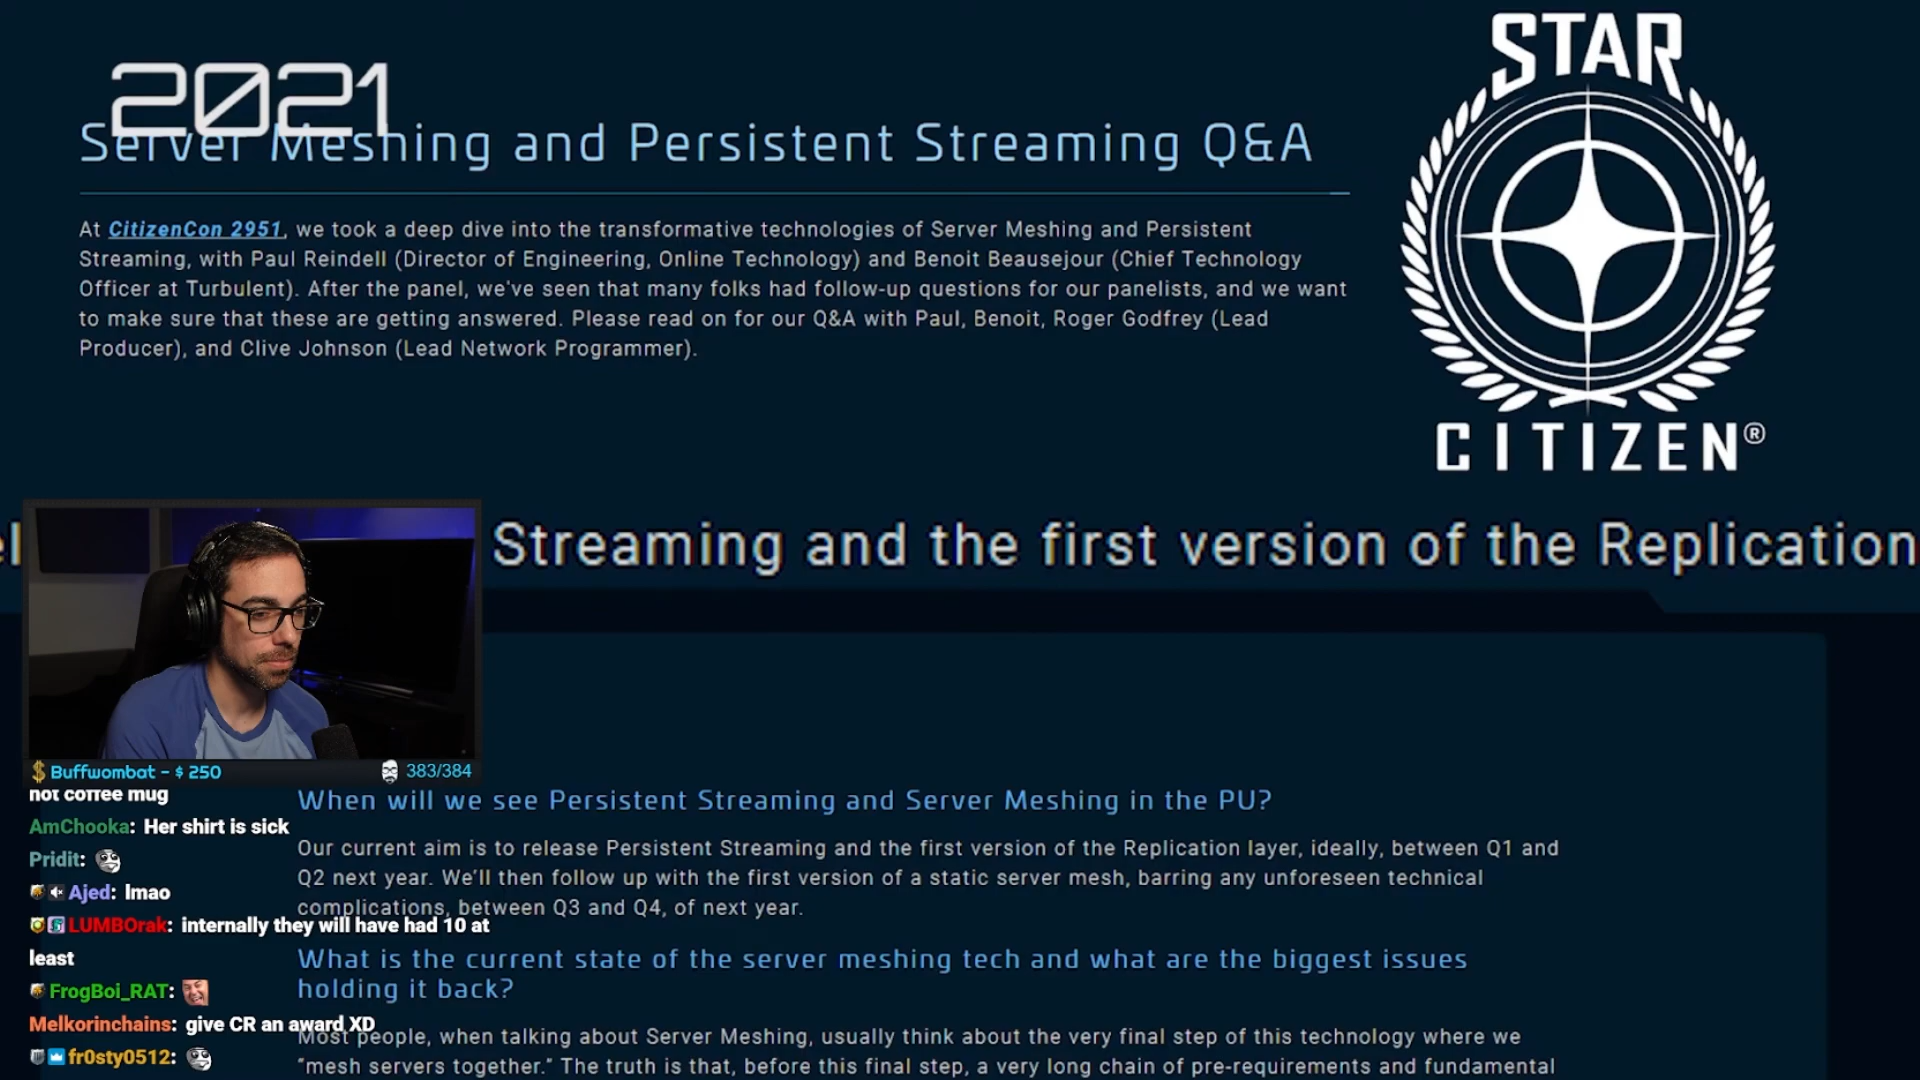 2021
Server Meshing and Persistent Streaming Q&A
At CitizenCon 2951, we took a deep dive into the transformative technologies of Server Meshing and Persistent
Streaming, with Paul Reindell (Director of Engineering, Online Technology) and Benoit Beausejour (Chief Technology
Officer at Turbulent). After the panel, we've seen that many folks had follow-up questions for our panelists, and we want
to make sure that these are getting answered. Please read on for our Q&A with Paul, Benoit, Roger Godfrey (Lead
Producer), and Clive Johnson (Lead Network Programmer).
STAR
CITIZEN®
Streaming and the first version of the Replication
Buffwombat - $ 250
383/384
When will we see Persistent Streaming and Server Meshing in the PU?
Our current aim is to release Persistent Streaming and the first version of the Replication layer, ideally, between Q1 and
Q2 next year. We'll then follow up with the first version of a static server mesh, barring any unforeseen technical
complications, between Q3 and Q4, of next year.
What is the current state of the server meshing tech and what are the biggest issues
holding it back?
Most people, when talking about Server Meshing, usually think about the very final step of this technology where we
"mesh servers together." The truth is that, before this final step, a very long chain of pre-requirements and fundamental
not coffee mug
AmChooka: Her shirt is sick
Pridit:
Ajed: lmao
LUMBOrak: internally they will have had 10 at
least
FrogBoi_RAT:
Melkorinchains: give CR an award XD
fr0sty0512: